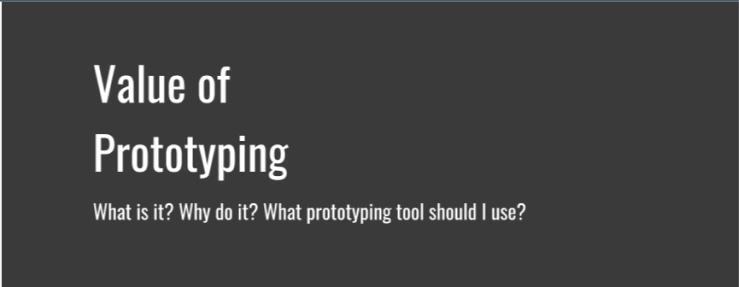 Value of
Prototyping
What is it? Why do it? What prototyping tool should I use?